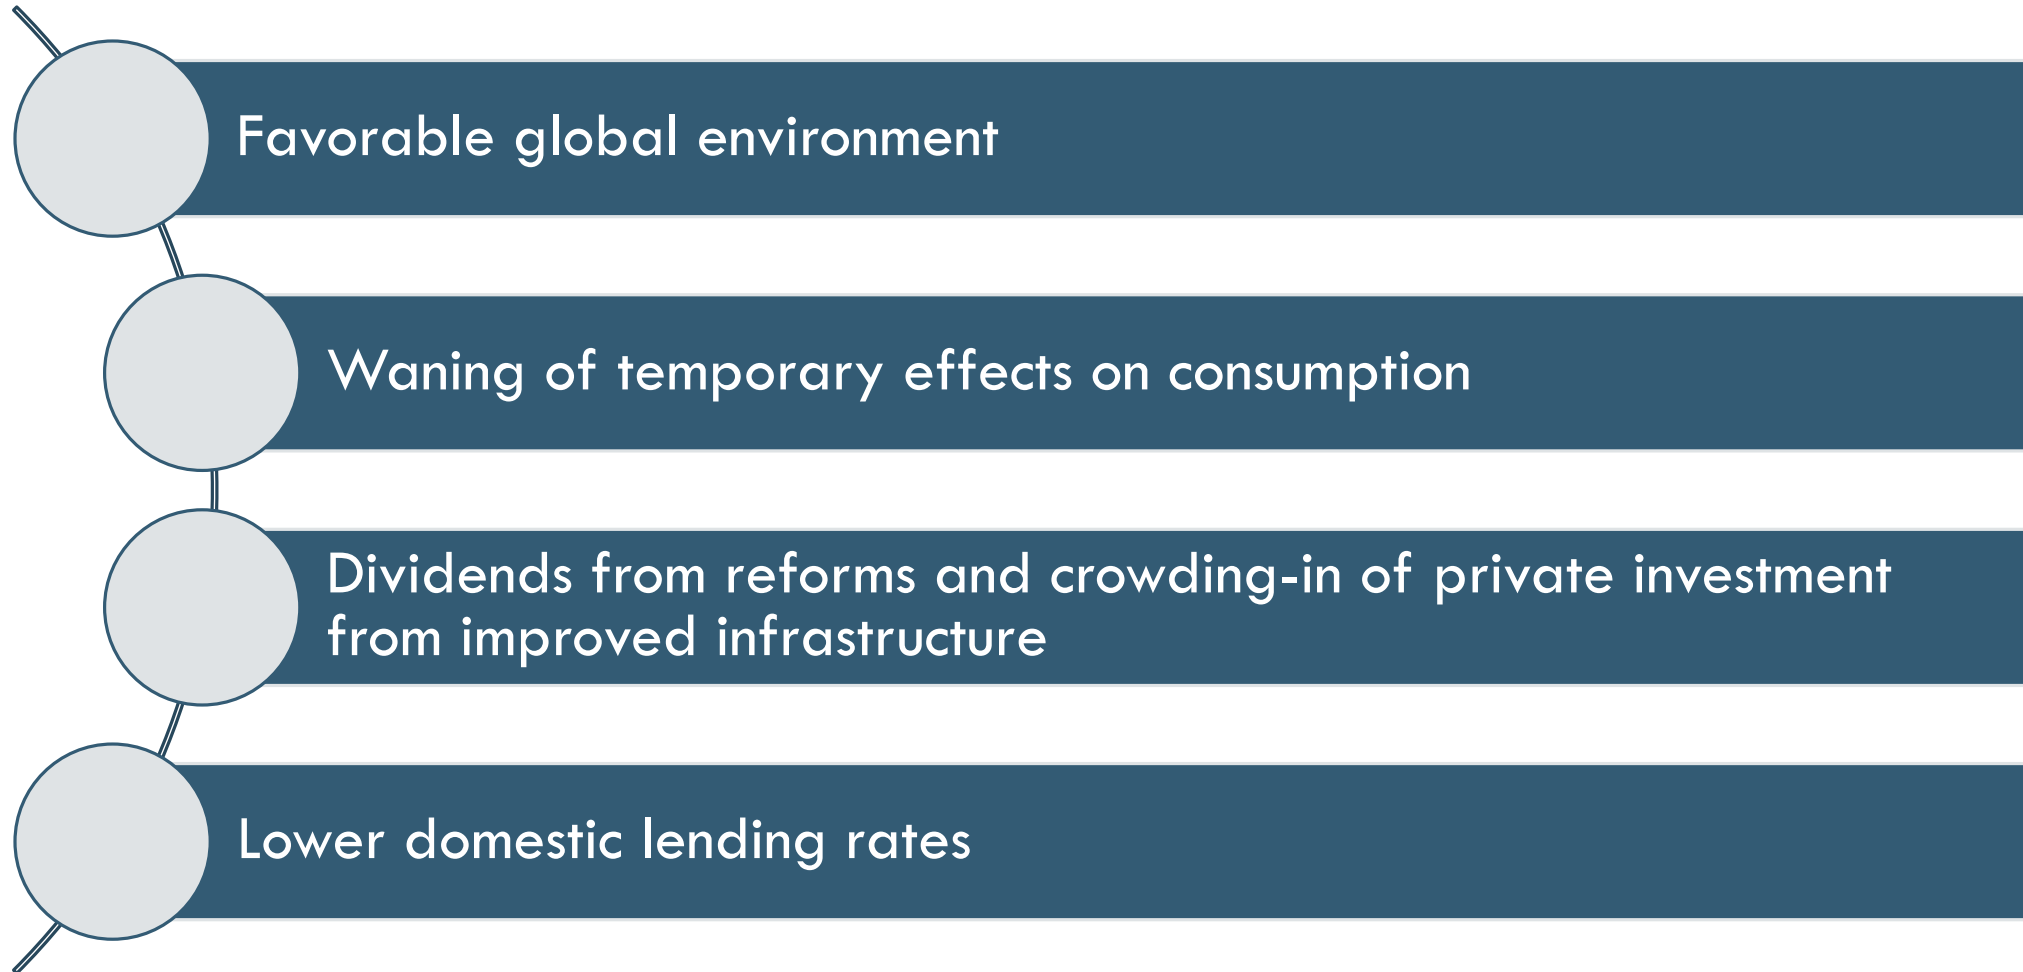 Favorable global environment
Waning of temporary effects on consumption
Dividends from reforms and crowding-in of private investment
from improved infrastructure
Lower domestic lending rates